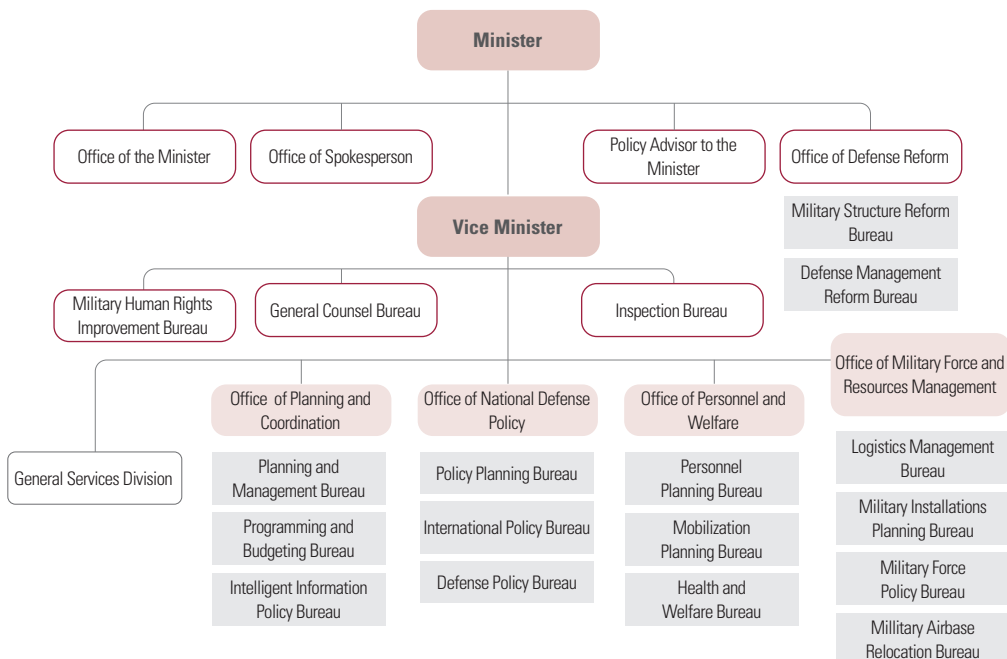 Minister
Office of the Minister
Office of Spokesperson
Policy Advisor to the
Minister
Office of Defense Reform
Military Structure Reform
Bureau
Defense Management
Reform Bureau
Vice Minister
Military Human Rights
Improvement Bureau
General Counsel Bureau
Inspection Bureau
General Services Division
Office of Planning and
Coordination
Planning and
Management Bureau
Programming and
Budgeting Bureau
Intelligent Information
Policy Bureau
Office of National Defense
Policy
Policy Planning Bureau
International Policy Bureau
Defense Policy Bureau
Office of Personnel and
Welfare
Personnel
Planning Bureau
Mobilization
Planning Bureau
Health and
Welfare Bureau
Office of Military Force and
Resources Management
Logistics Management
Bureau
Military Installations
Planning Bureau
Military Force
Policy Bureau
Millitary Airbase
Relocation Bureau